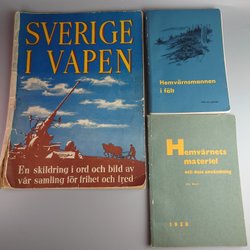 SVERIGE
I VAPEN
En skildring i ord och bild av
vår samling för frihet och fred
Hemvärnsmannen
i fält
Hemvärnets
materiel
och dess användning
1953